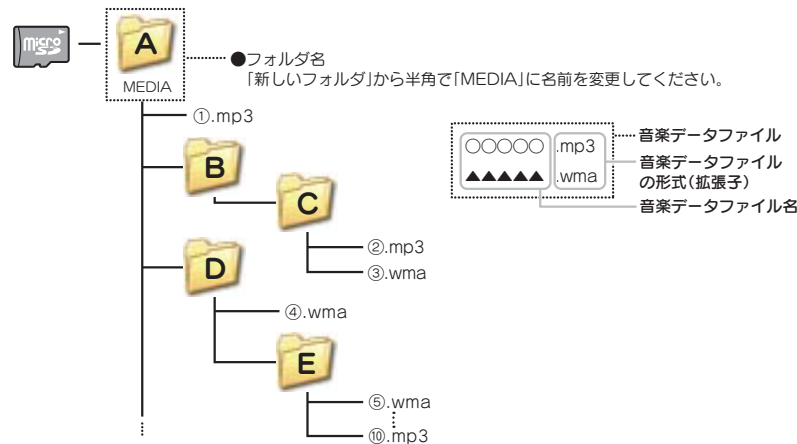 micro
SD
A
MEDIA
●フォルダ名
「新しいフォルダ」から半角で「MEDIA」に名前を変更してください。
①.mp3
B
C
②.mp3
③.wma
D
④.wma
E
⑤.wma
⑩.mp3
○○○○○ .mp3
▲▲▲▲▲ .wma
音楽データファイル
音楽データファイル
の形式(拡張子)
音楽データファイル名